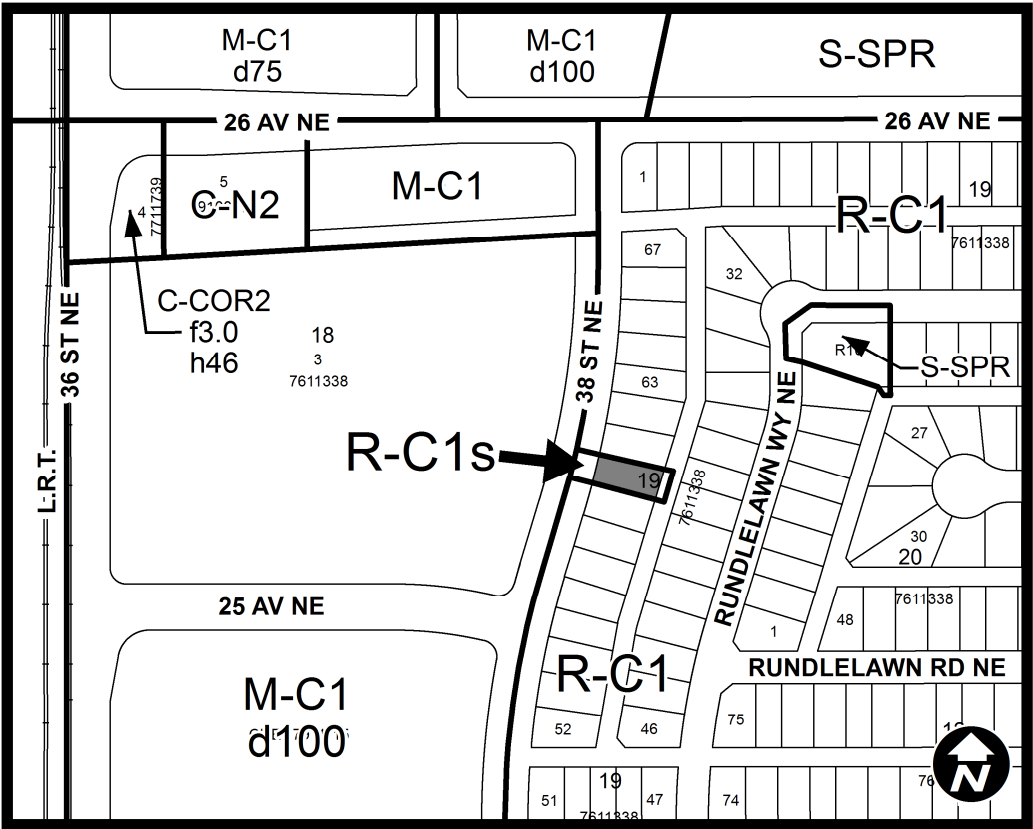 M-C1
d75
M-C1
d100
S-SPR
26 AV NE
26 AV NE
4
7711739
5
C-N2
M-C1
1
19
R-C1
7611338
67
32
C-COR2
f3.0
h46
18
3
7611338
36 ST NE
38 ST NE
63
S-SPR
R-C1s
19
7611338
RUNDLELAWN WY NE
27
30
20
L.R.T.
25 AV NE
7611338
48
1
RUNDLELAWN RD NE
R-C1
M-C1
d100
52
46
75
N
19
51
47
74
7611338